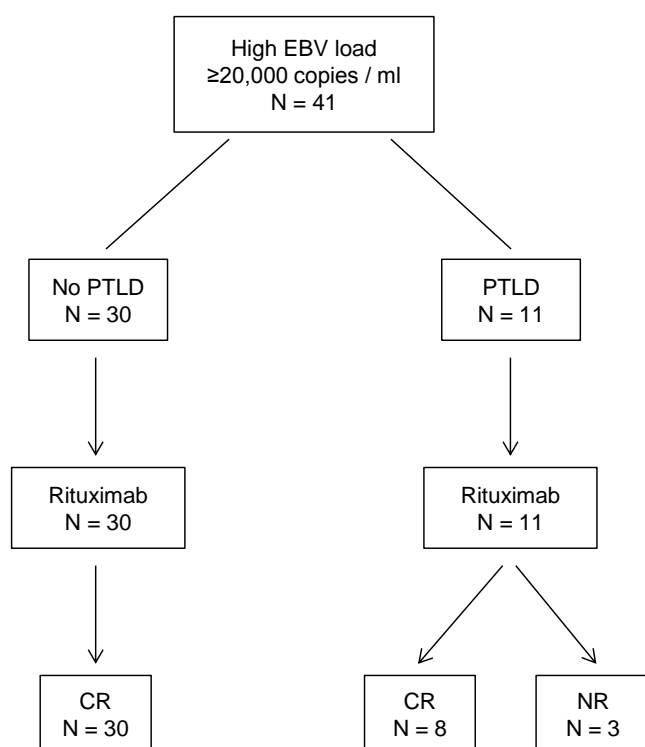 High EBV load
≥20,000 copies / ml
N = 41
No PTLD
N = 30
PTLD
N = 11
Rituximab
N = 30
Rituximab
N = 11
CR
N = 30
CR
N = 8
NR
N = 3